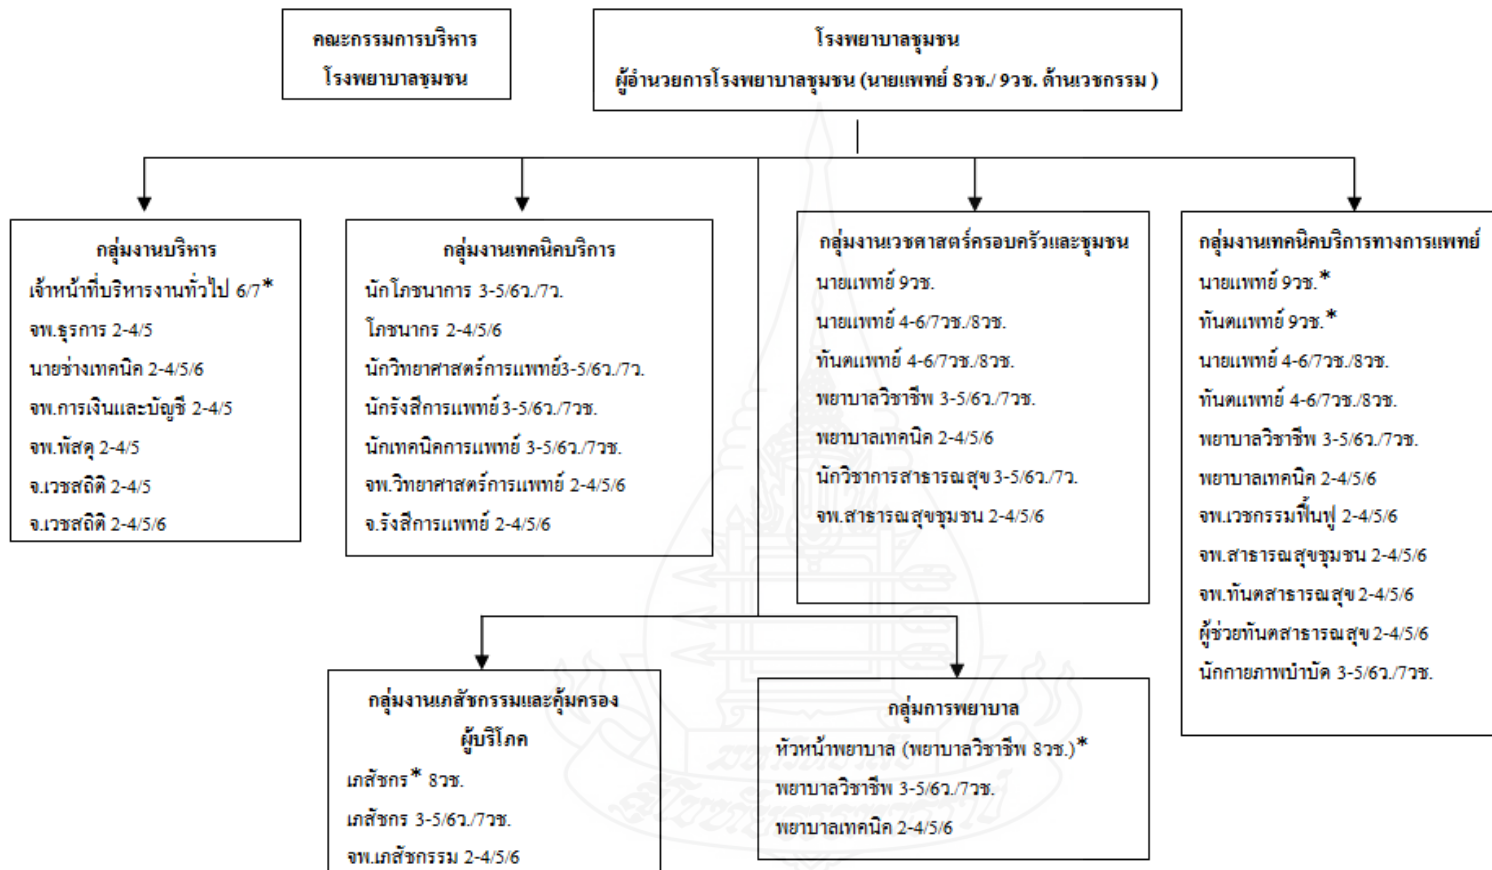 คณะกรรมการบริหาร
โรงพยาบาลชุมชน
โรงพยาบาลชุมชน
ผู้อำนวยการโรงพยาบาลชุมชน (นายแพทย์ 8วช./ 9วช. ด้านเวชกรรม )
กลุ่มงานบริหาร
เจ้าหน้าที่บริหารงานทั่วไป 6/7*
จพ.ธุรการ 2-4/5
นายช่างเทคนิค 2-4/5/6
จพ.การเงินและบัญชี 2-4/5
จพ.พัสดุ 2-4/5
จ.เวชสถิติ 2-4/5
จ.เวชสถิติ 2-4/5/6
กลุ่มงานเทคนิคบริการ
นักโภชนาการ 3-5/6ว./7ว.
โภชนากร 2-4/5/6
นักวิทยาศาสตร์การแพทย์3-5/6ว./7ว.
นักรังสีการแพทย์ 3-5/6ว./7วช.
นักเทคนิคการแพทย์ 3-5/6ว./7วช.
จพ.วิทยาศาสตร์การแพทย์ 2-4/5/6
จ.รังสีการแพทย์ 2-4/5/6
กลุ่มงานเวชศาสตร์ครอบครัวและชุมชน
นายแพทย์ 9วช.
นายแพทย์ 4-6/7วช./8วช.
ทันตแพทย์ 4-6/7วช./8วช.
พยาบาลวิชาชีพ 3-5/6ว./7วช.
พยาบาลเทคนิค 2-4/5/6
นักวิชาการสาธารณสุข 3-5/6ว./7ว.
จพ.สาธารณสุขชุมชน 2-4/5/6
กลุ่มงานเทคนิคบริการทางการแพทย์
นายแพทย์ 9วช.*
ทันตแพทย์ 9วช.*
นายแพทย์ 4-6/7วช./8วช.
ทันตแพทย์ 4-6/7วช./8วช.
พยาบาลวิชาชีพ 3-5/6ว./7วช.
พยาบาลเทคนิค 2-4/5/6
จพ.เวชกรรมฟื้นฟู 2-4/5/6
จพ.สาธารณสุขชุมชน 2-4/5/6
จพ.ทันตสาธารณสุข 2-4/5/6
ผู้ช่วยทันตสาธารณสุข 2-4/5/6
นักกายภาพบำบัด 3-5/6ว./7วช.
กลุ่มงานเภสัชกรรมและคุ้มครอง
ผู้บริโภค
เภสัชกร* 8วช.
เภสัชกร 3-5/6ว./7วช.
จพ.เภสัชกรรม 2-4/5/6
กลุ่มการพยาบาล
หัวหน้าพยาบาล (พยาบาลวิชาชีพ 8วช.)*
พยาบาลวิชาชีพ 3-5/6ว./7วช.
พยาบาลเทคนิค 2-4/5/6
มหาวิทยาลัย
สุโขทัยธรรมาธิราช